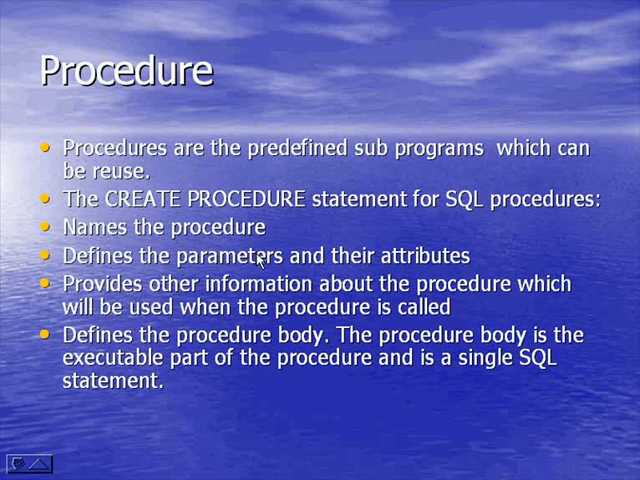 Procedure
• Procedures are the predefined sub programs which can
be reuse.
• The CREATE PROCEDURE statement for SQL procedures:
• Names the procedure
• Defines the parameters and their attributes
• Provides other information about the procedure which
will be used when the procedure is called
• Defines the procedure body. The procedure body is the
executable part of the procedure and is a single SQL
statement.